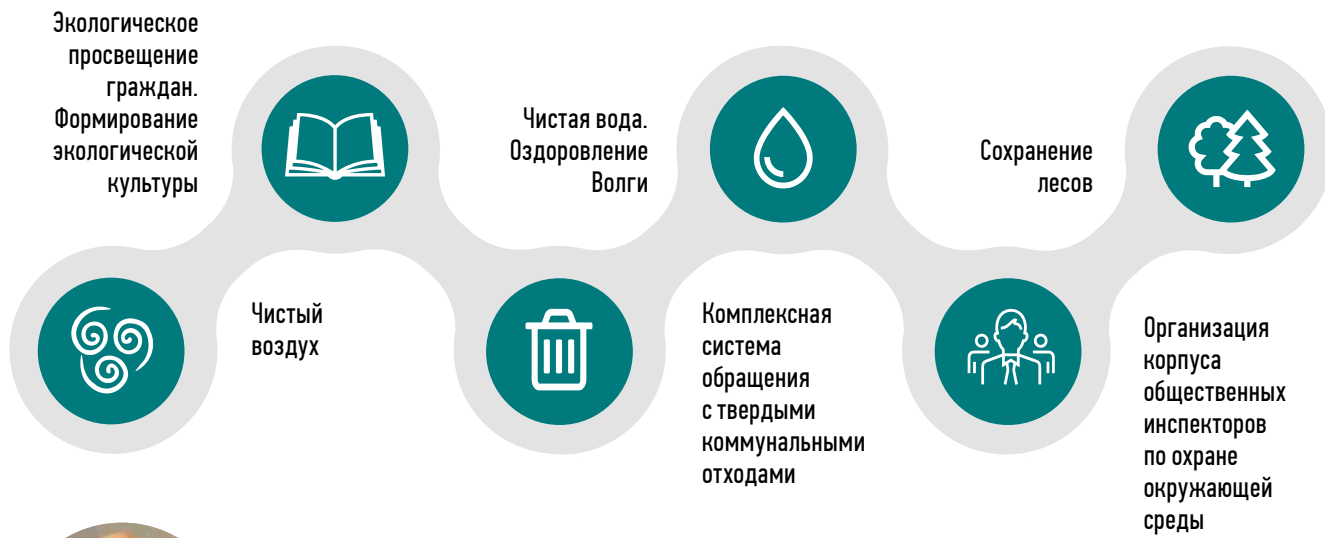 Экологическое
просвещение
граждан.
Формирование
экологической
культуры
Чистый
воздух
Чистая вода.
Оздоровление
Волги
Комплексная
система
обращения
с твердыми
коммунальными
отходами
Сохранение
лесов
Организация
корпуса
общественных
инспекторов
по охране
окружающей
среды